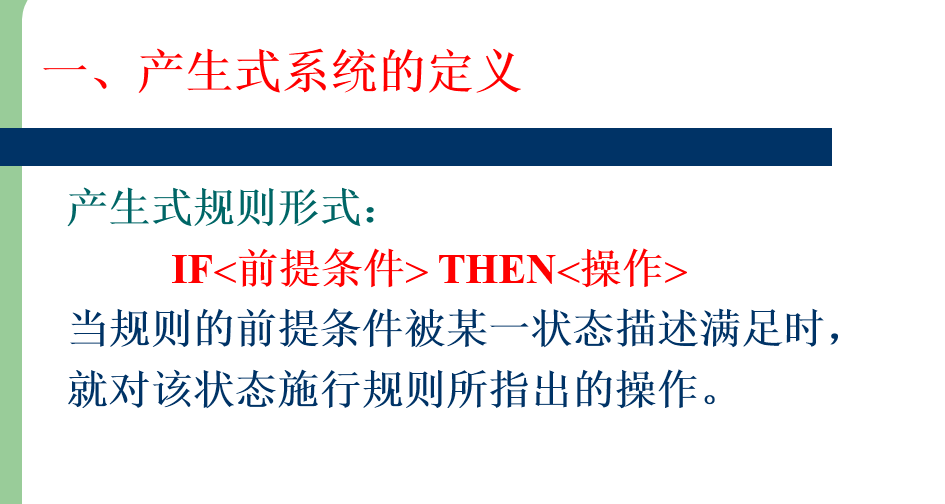 一、产生式系统的定义
产生式规则形式：
IF<前提条件> THEN<操作>
当规则的前提条件被某一状态描述满足时，
就对该状态施行规则所指出的操作。